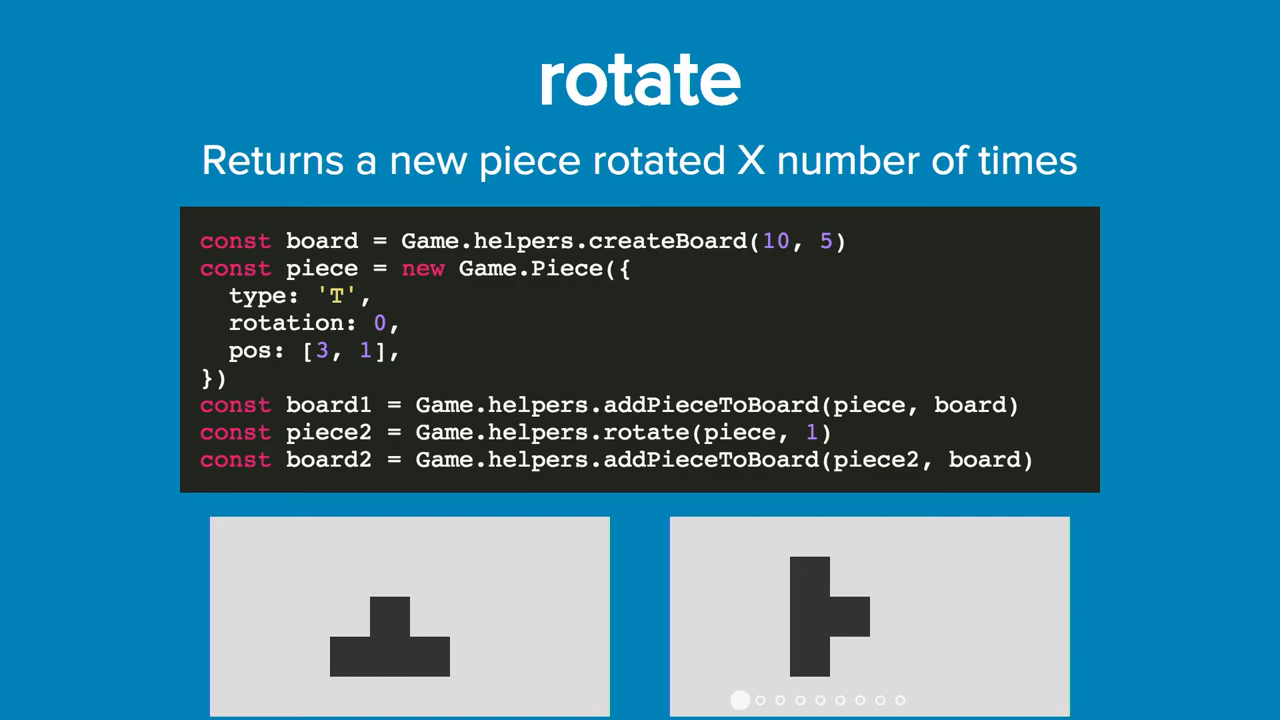 rotate
Returns a new piece rotated X number of times
const board = Game.helpers.createBoard(10, 5)
const piece = new Game.Piece({
  type: 'T',
  rotation: 0,
  pos: [3, 1],
})
const board1 = Game.helpers.addPieceToBoard(piece, board)
const piece2 = Game.helpers.rotate(piece, 1)
const board2 = Game.helpers.addPieceToBoard(piece2, board)